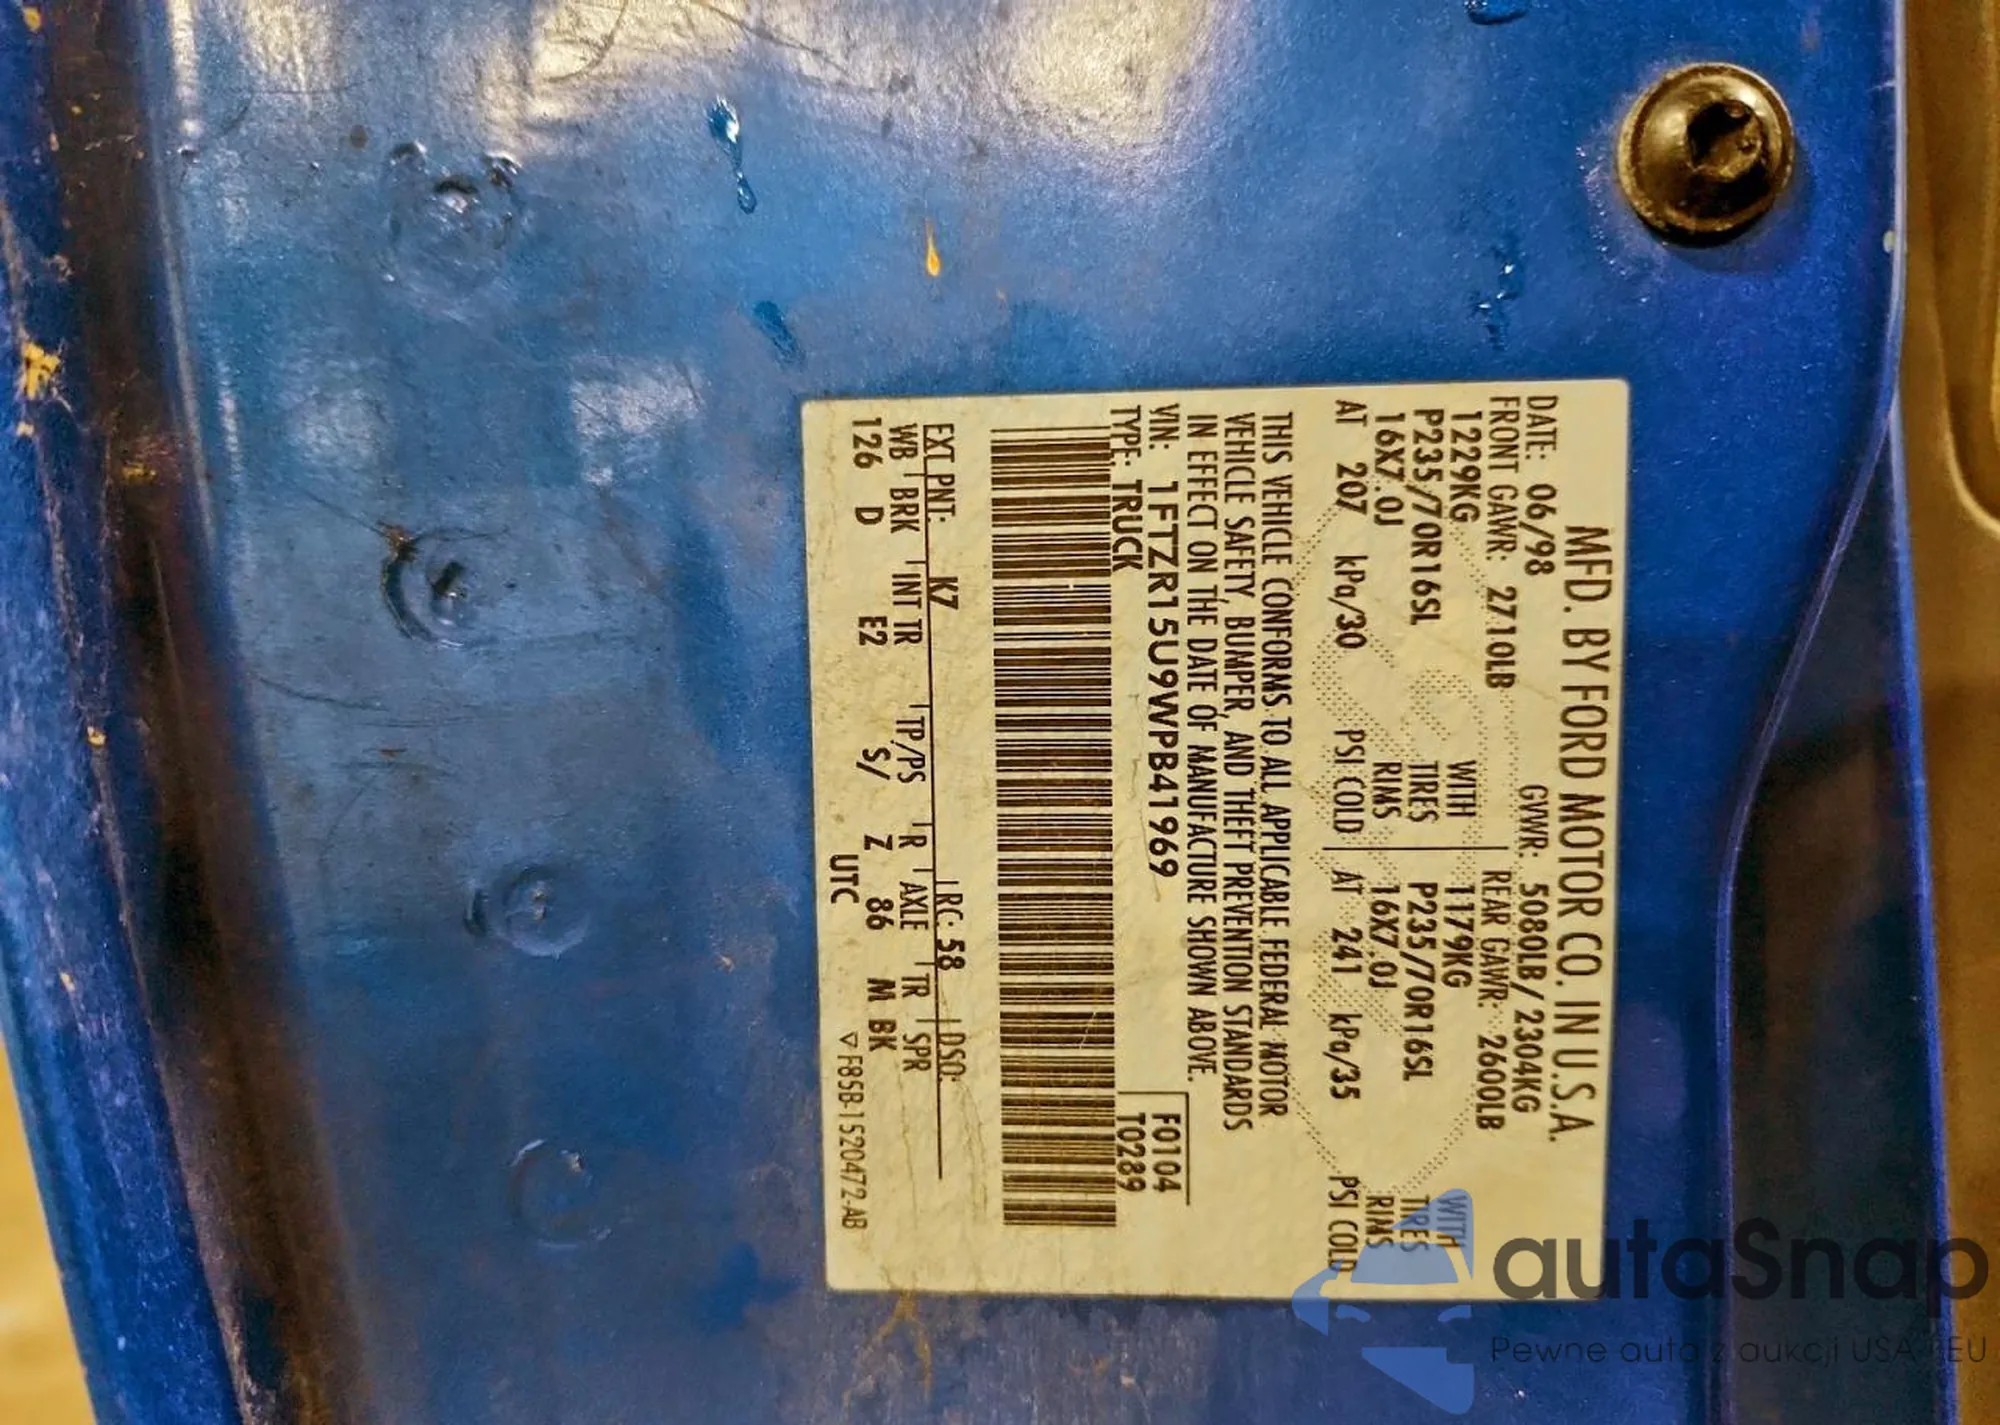 MFD. BY FORD MOTOR CO. IN U.S.A.
DATE: 06/98 GVWR: 5080LB/ 2304KG
FRONT GAWR: 2710LB REAR GAWR: 2600LB
1229KG WITH 1179KG WITH
P235/70R16SL TIRES P235/70R16SL TIRES
16X7.0J RIMS 16X7.0J RIMS
AT 207 kPa/30 PSI COLD AT 241 kPa/35 PSI COLD
THIS VEHICLE CONFORMS TO ALL APPLICABLE FEDERAL MOTOR
VEHICLE SAFETY, BUMPER, AND THEFT PREVENTION STANDARDS
IN EFFECT ON THE DATE OF MANUFACTURE SHOWN ABOVE.
VIN: 1FTZR15U9WPB41969 F0104
TYPE: TRUCK T0289
EXT PNT: K7 RC: 58 DSO:
WB BRK INT TR TP/PS R AXLE TR SPR
126 D E2 S/ Z 86 M BK
UTC F85B-1520472-AB
autaSnap
Pewne auta z aukcji USA i EU